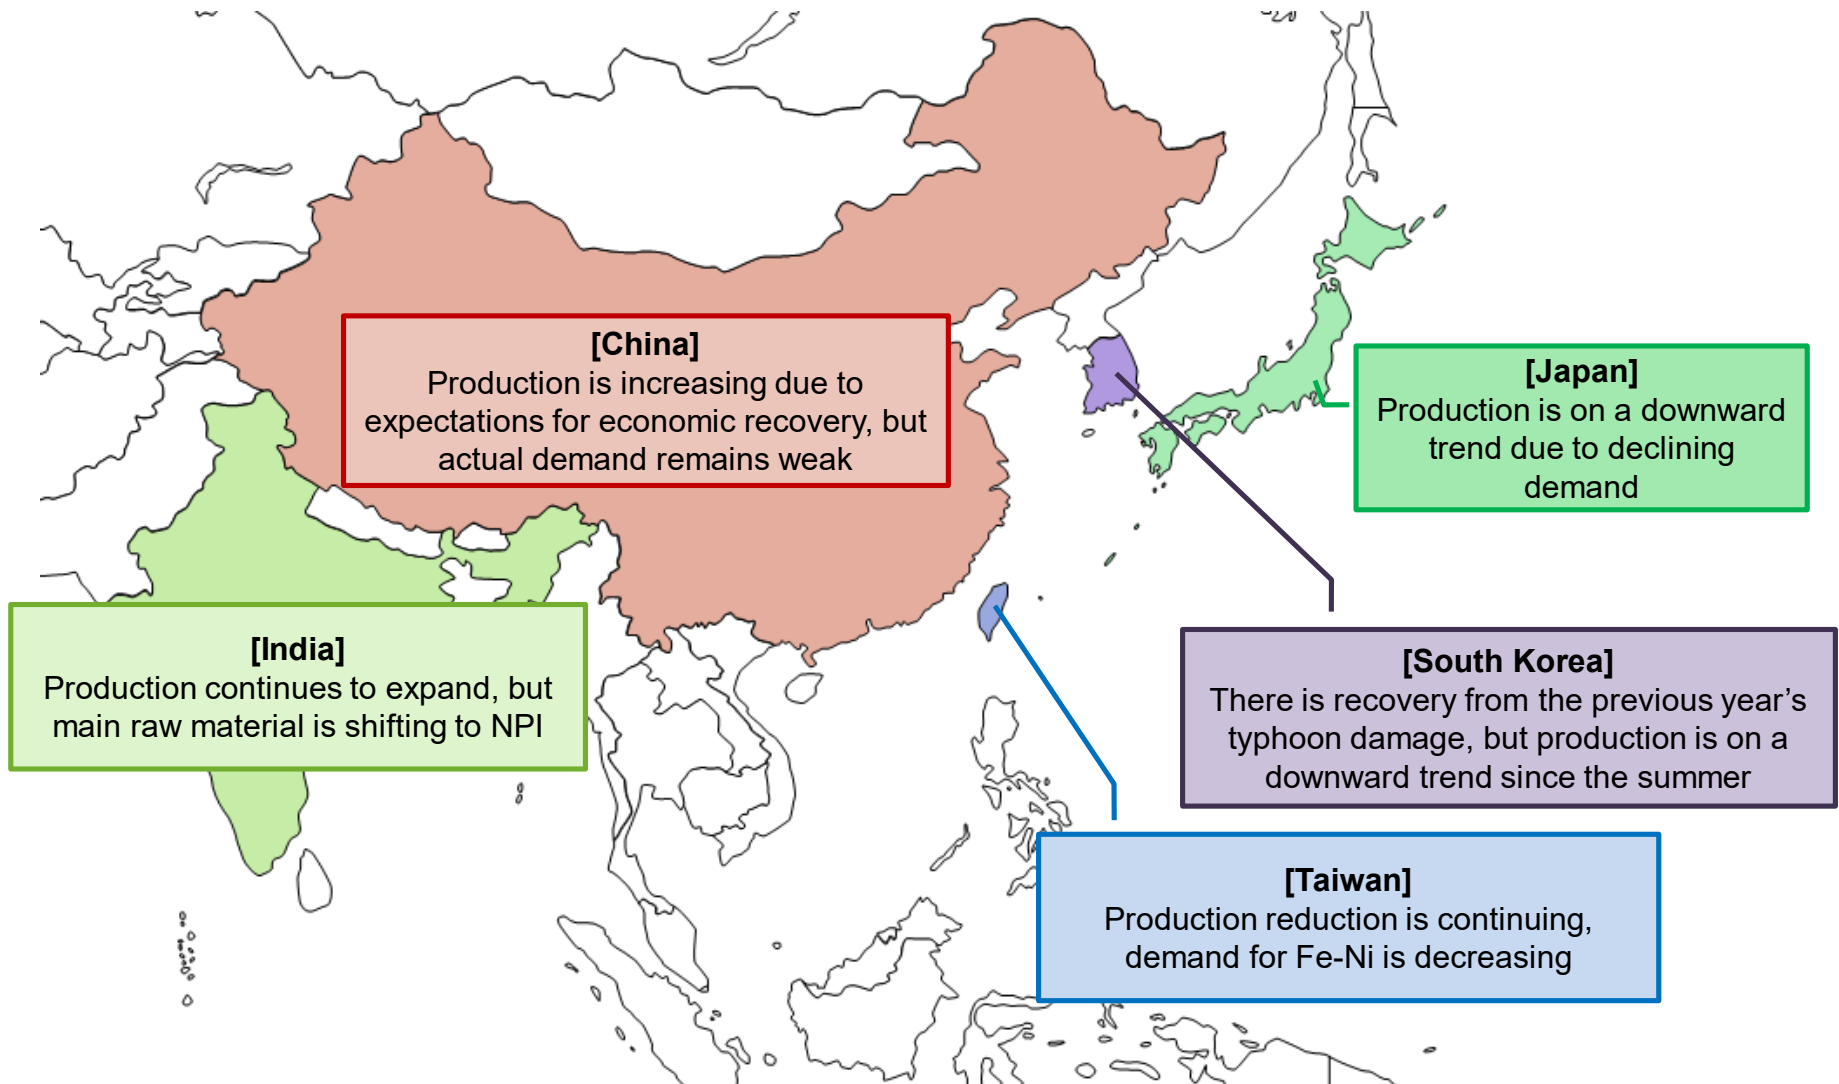 [China]
Production is increasing due to
expectations for economic recovery, but
actual demand remains weak
[Japan]
Production is on a downward
trend due to declining
demand
[India]
Production continues to expand, but
main raw material is shifting to NPI
[South Korea]
There is recovery from the previous year’s
typhoon damage, but production is on a
downward trend since the summer
[Taiwan]
Production reduction is continuing,
demand for Fe-Ni is decreasing